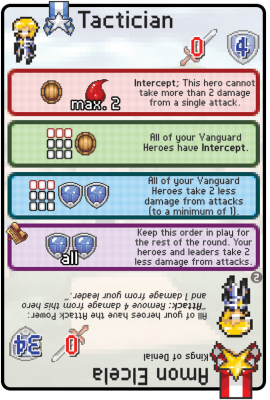 Tactician
0
4
Intercept; This hero cannot
take more than 2 damage
from a single attack.
max. 2
All of your Vanguard
Heroes have Intercept.
All of your Vanguard
Heroes take 2 less
damage from attacks
(to a minimum of 1).
Keep this order in play for
the rest of the round. Your
heroes and leaders take 2
less damage from attacks.
all
2
Amon Elcela
Kings of Denial
34
0
All of your heroes have the Attack Power:
"Attack: Remove 4 damage from this hero
and 1 damage from your leader."